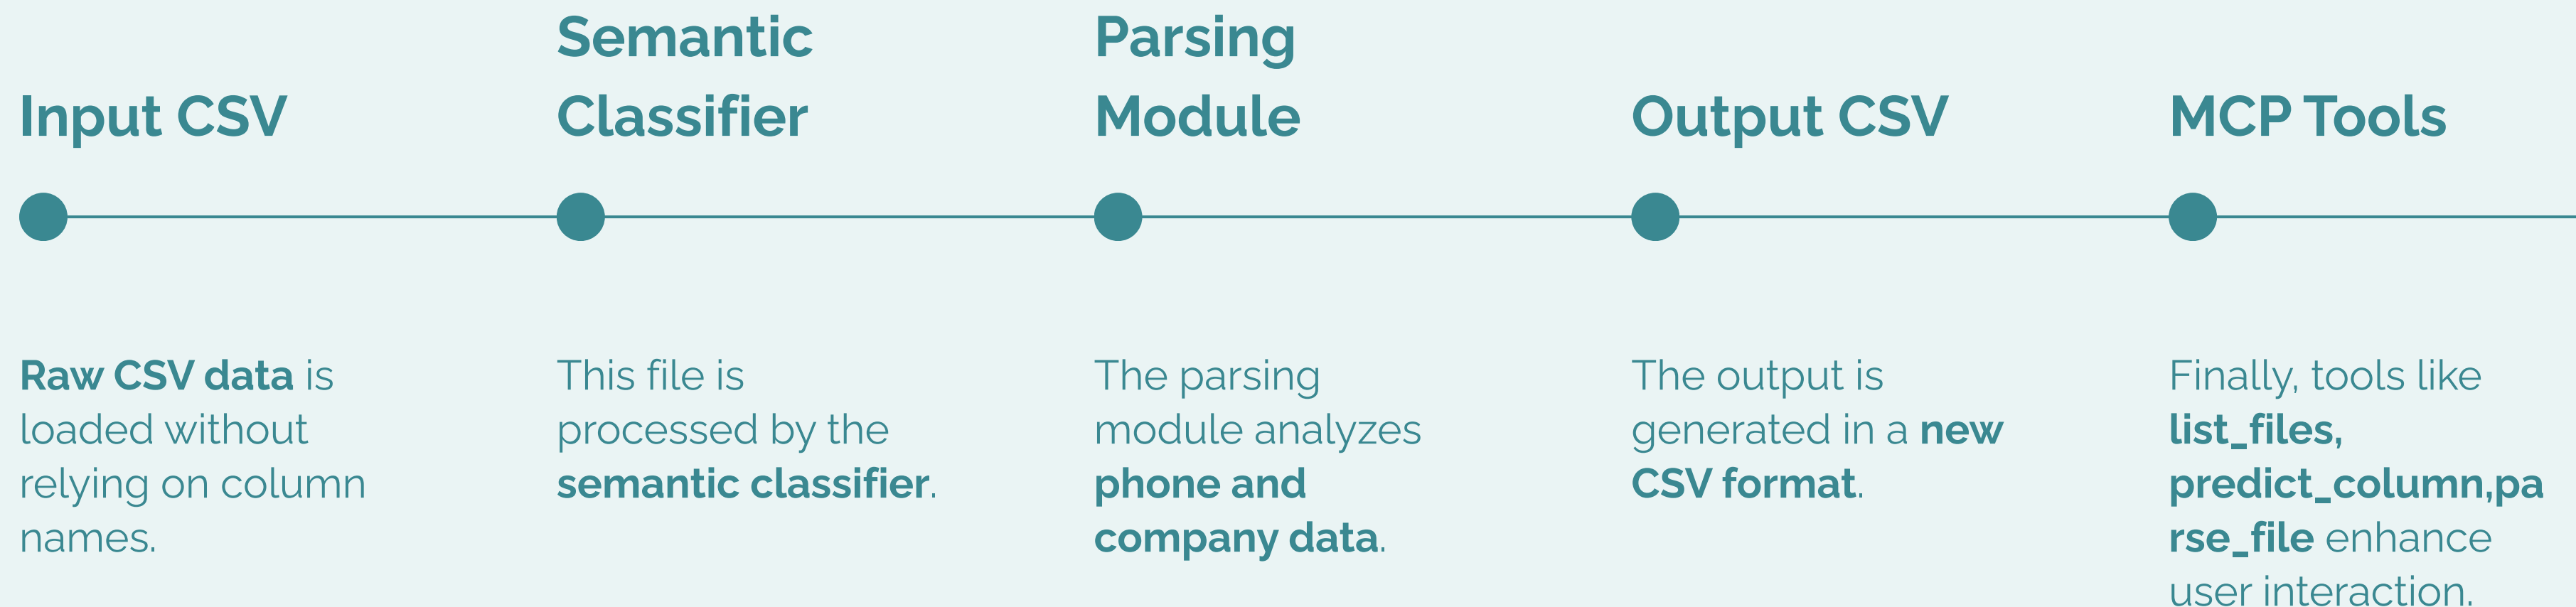 Input CSV
Semantic
Classifier
Parsing
Module
Output CSV
MCP Tools
Raw CSV data is
loaded without
relying on column
names.
This file is
processed by the
semantic classifier.
The parsing
module analyzes
phone and
company data.
The output is
generated in a new
CSV format.
Finally, tools like
list_files,
predict_column,pa
rse_file enhance
user interaction.